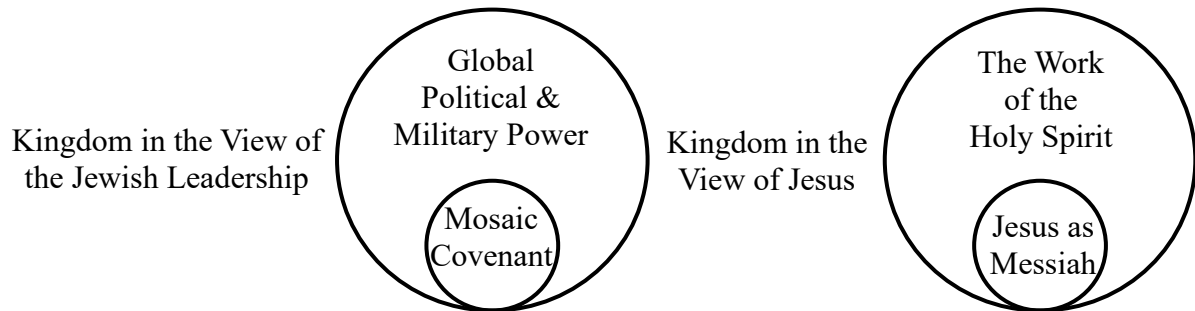 Kingdom in the View of
the Jewish Leadership
Global
Political &
Military Power
Mosaic
Covenant
Kingdom in the
View of Jesus
The Work
of the
Holy Spirit
Jesus as
Messiah